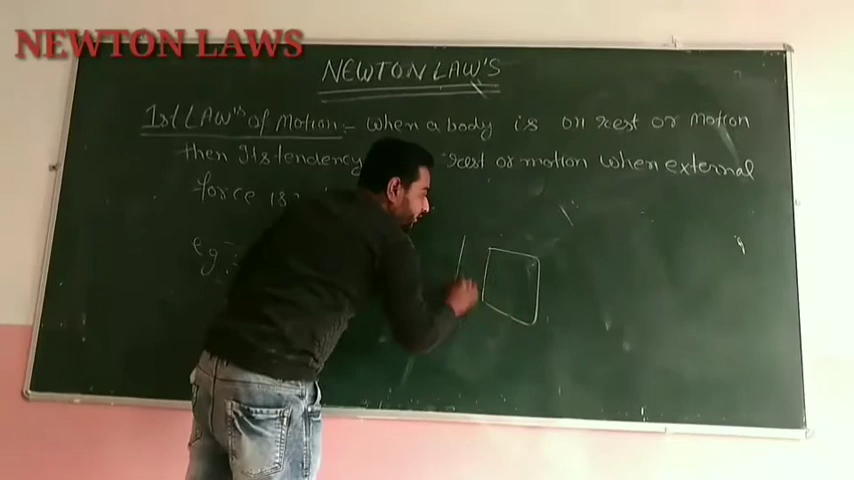 NEWTON LAWS
NEWTON LAW'S
1st LAW'S of MOTION :- When a body is on rest or Motion
then Its tendency rest or motion when external
force is
eg :-